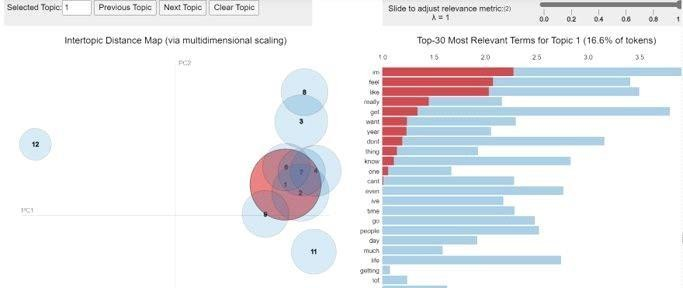 Selected Topic: 1 Previous Topic Next Topic Clear Topic
Slide to adjust relevance metric:(2)
λ = 1
0.0 0.2 0.4 0.6 0.8 1
Intertopic Distance Map (via multidimensional scaling)
PC2
PC1
8
3
12
6
7
4
1
2
9
11
Top-30 Most Relevant Terms for Topic 1 (16.6% of tokens)
1.0 1.5 2.0 2.5 3.0 3.5
im
feel
like
really
get
want
year
dont
thing
know
one
cant
even
ive
time
go
people
day
much
life
getting
lot